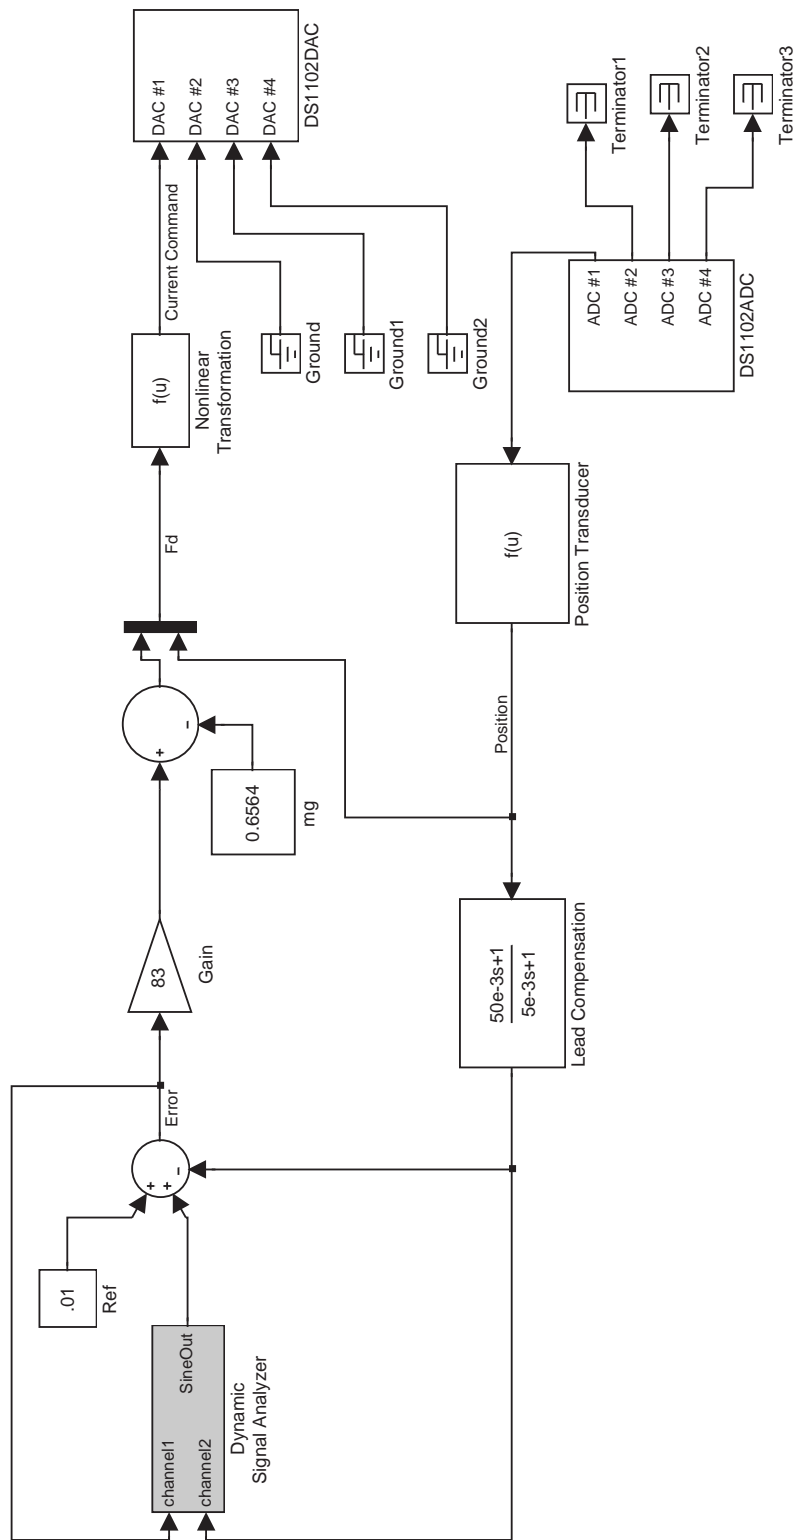 channel1
channel2
SineOut
Dynamic
Signal Analyzer
.01
Ref
+
+
-
Error
83
Gain
0.6564
mg
+
-
Fd
f(u)
Nonlinear
Transformation
Current Command
DAC #1
DAC #2
DAC #3
DAC #4
DS1102DAC
Ground
Ground1
Ground2
50e-3s+1
5e-3s+1
Lead Compensation
Position
f(u)
Position Transducer
ADC #1
ADC #2
ADC #3
ADC #4
DS1102ADC
Terminator1
Terminator2
Terminator3